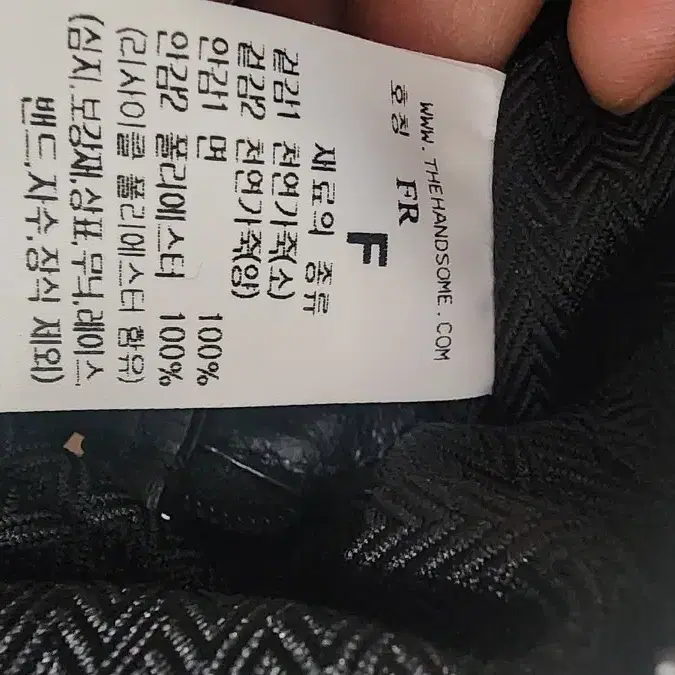 WWW.THEHANDSOME.COM
호칭 FR
F
재료의 종류
겉감1 천연가죽(소)
겉감2 천연가죽(양)
안감1 면 100%
안감2 폴리에스터 100%
(리사이클 폴리에스터 함유)
(심지,보강재,상표,무늬,레이스
밴드,자수,장식 제외)